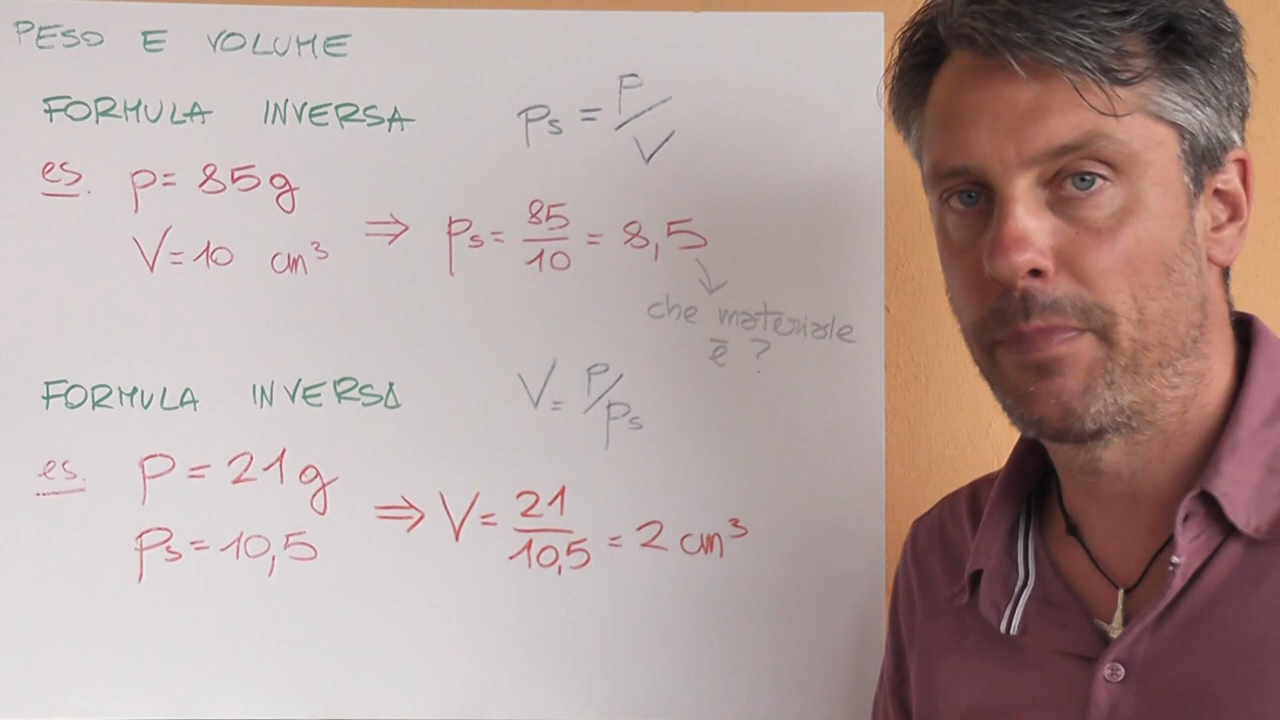 PESO E VOLUME
FORMULA INVERSA ps = P/V
es. p= 85g
V=10 cm³ ⇒ ps= 85/10 = 8,5
che materiale
è ?
FORMULA INVERSA V= P/ps
es. p = 21g
ps=10,5 ⇒ V= 21/10,5 = 2 cm³